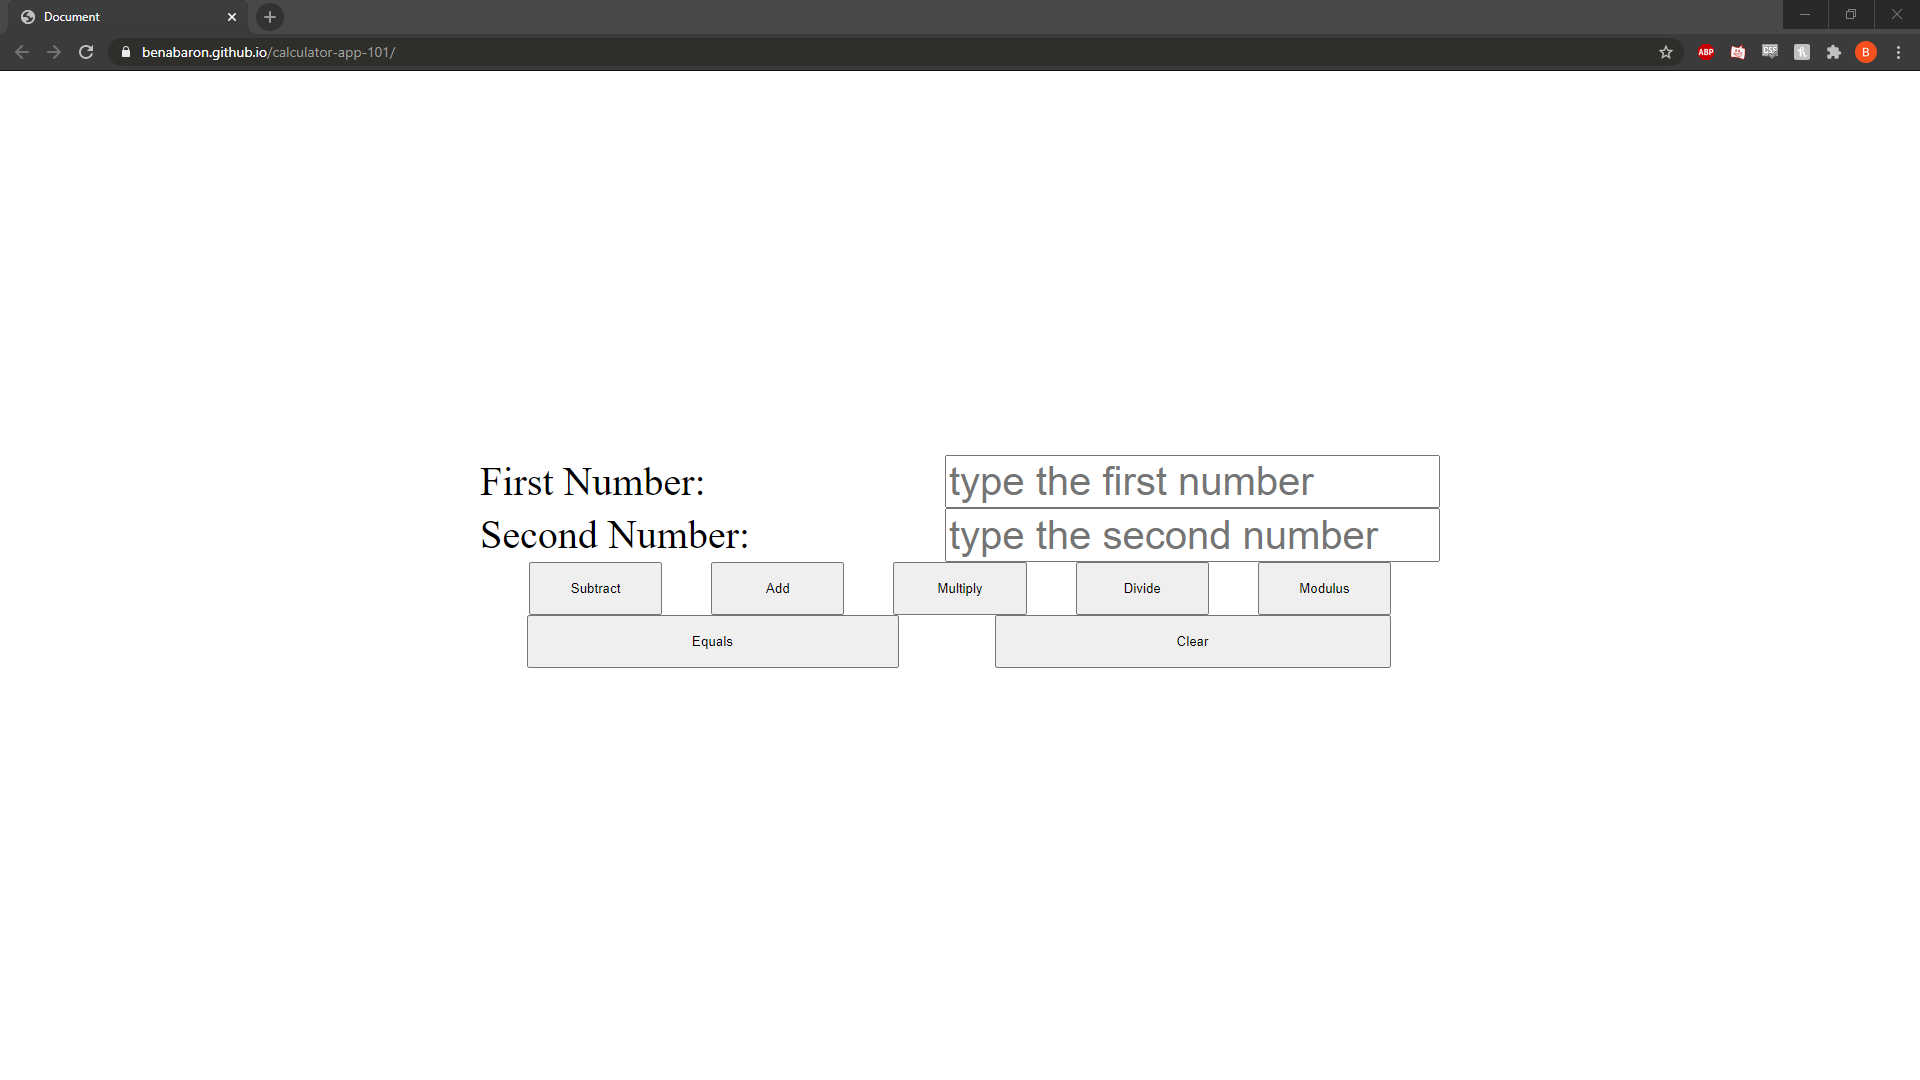 Document
benabaron.github.io/calculator-app-101/
ABP
CSS
B
First Number: type the first number
Second Number: type the second number
Subtract Add Multiply Divide Modulus
Equals Clear